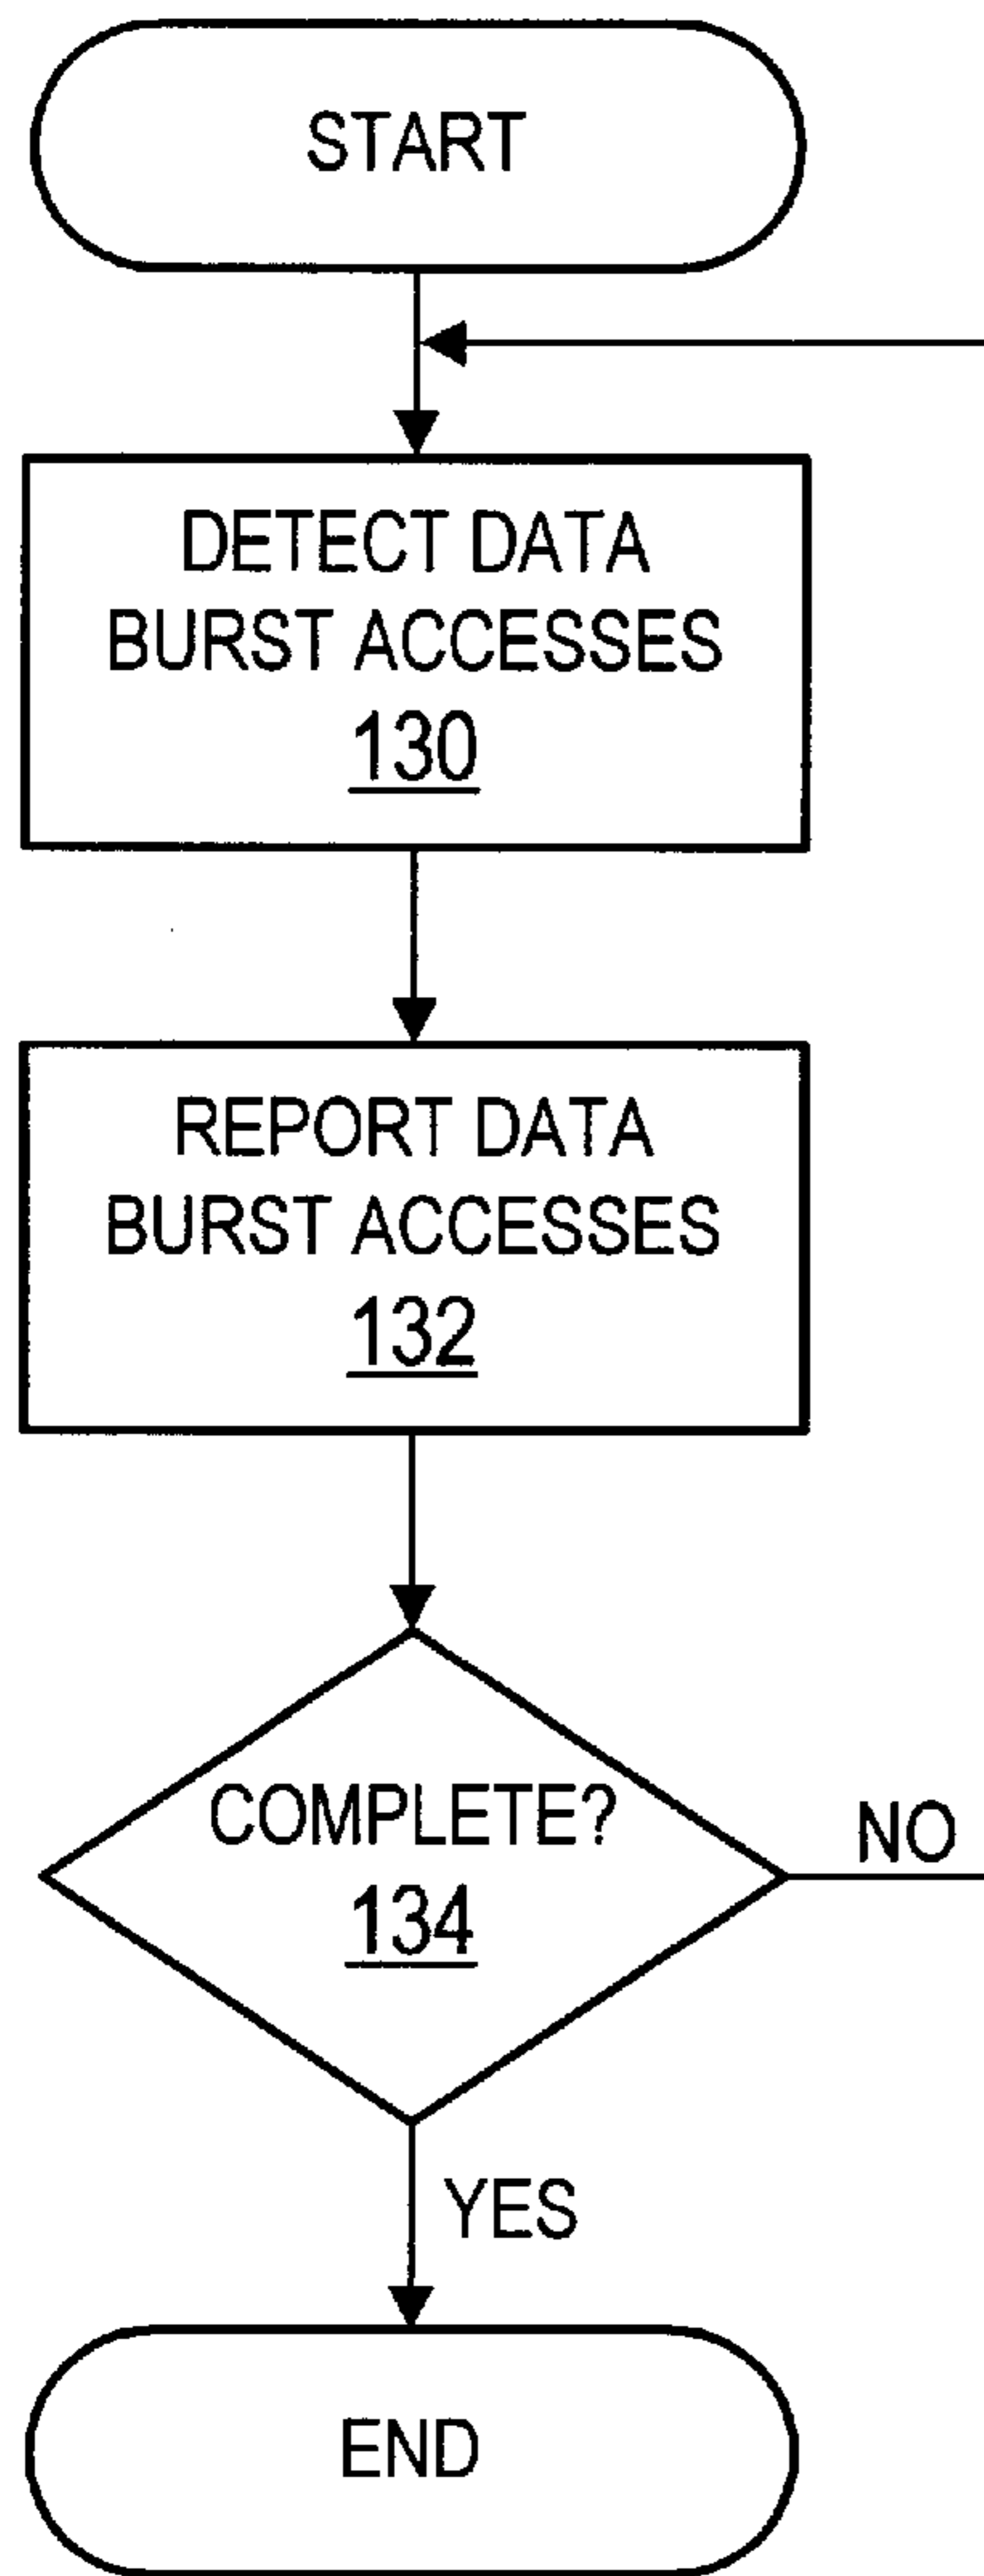 START
DETECT DATA
BURST ACCESSES
130
REPORT DATA
BURST ACCESSES
132
COMPLETE?
134
NO
YES
END